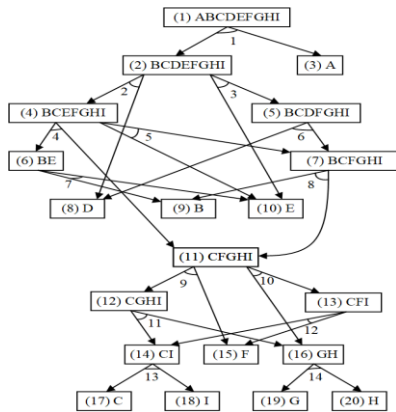 (1) ABCDEFGHI
1
(2) BCDEFGHI
(3) A
2
3
(4) BCEFGHI
(5) BCDFGHI
4
5
6
(6) BE
(7) BCFGHI
7
8
(8) D
(9) B
(10) E
(11) CFGHI
9
10
(12) CGHI
(13) CFI
11
12
(14) CI
(15) F
(16) GH
13
14
(17) C
(18) I
(19) G
(20) H